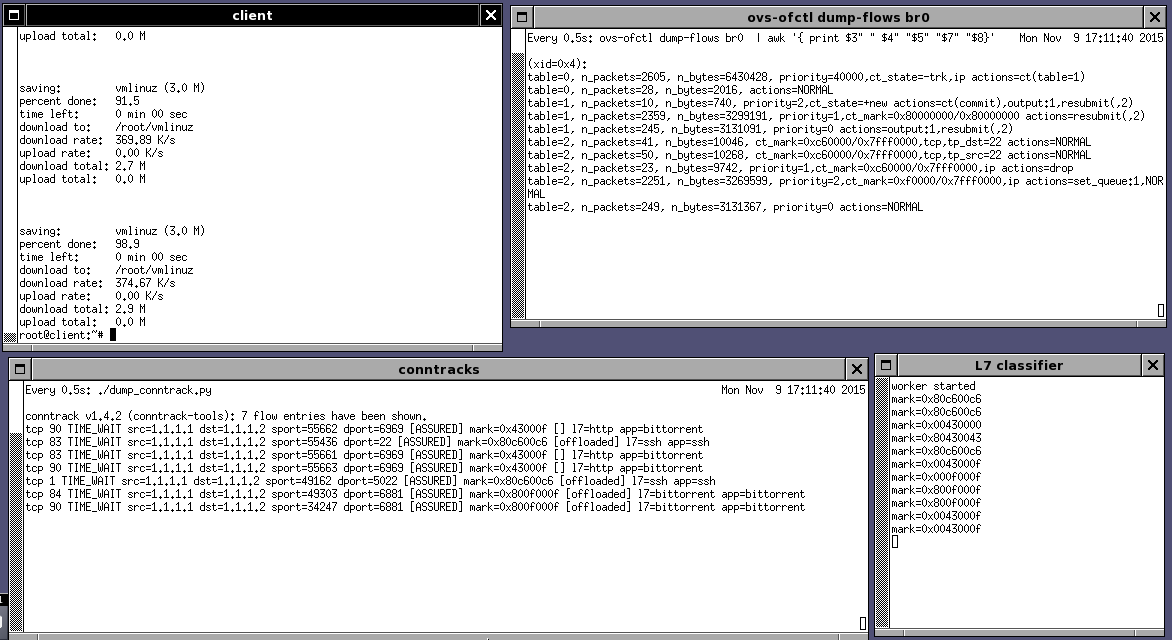 client
upload total:   0.0 M
saving:         vmlinuz (3.0 M)
percent done:   91.5
time left:      0 min 00 sec
download to:    /root/vmlinuz
download rate:  369.89 K/s
upload rate:    0.00 K/s
download total: 2.7 M
upload total:   0.0 M
saving:         vmlinuz (3.0 M)
percent done:   98.9
time left:      0 min 00 sec
download to:    /root/vmlinuz
download rate:  374.67 K/s
upload rate:    0.00 K/s
download total: 2.9 M
upload total:   0.0 M
root@client:~#
ovs-ofctl dump-flows br0
Every 0.5s: ovs-ofctl dump-flows br0  | awk '{ print $3" " $4" "$5" "$7" "$8}'    Mon Nov  9 17:11:40 2015
(xid=0x4):
table=0, n_packets=2605, n_bytes=6430428, priority=40000,ct_state=-trk,ip actions=ct(table=1)
table=0, n_packets=28, n_bytes=2016, actions=NORMAL
table=1, n_packets=10, n_bytes=740, priority=2,ct_state=+new actions=ct(commit),output:1,resubmit(,2)
table=1, n_packets=2359, n_bytes=3299191, priority=1,ct_mark=0x80000000/0x80000000 actions=resubmit(,2)
table=1, n_packets=245, n_bytes=3131091, priority=0 actions=output:1,resubmit(,2)
table=2, n_packets=41, n_bytes=10046, ct_mark=0xc60000/0x7fff0000,tcp,tp_dst=22 actions=NORMAL
table=2, n_packets=50, n_bytes=10268, ct_mark=0xc60000/0x7fff0000,tcp,tp_src=22 actions=NORMAL
table=2, n_packets=23, n_bytes=9742, priority=1,ct_mark=0xc60000/0x7fff0000,ip actions=drop
table=2, n_packets=2251, n_bytes=3269599, priority=2,ct_mark=0xf0000/0x7fff0000,ip actions=set_queue:1,NOR
MAL
table=2, n_packets=249, n_bytes=3131367, priority=0 actions=NORMAL
conntracks
Every 0.5s: ./dump_conntrack.py    Mon Nov  9 17:11:40 2015
conntrack v1.4.2 (conntrack-tools): 7 flow entries have been shown.
tcp 90 TIME_WAIT src=1.1.1.1 dst=1.1.1.2 sport=55662 dport=6969 [ASSURED] mark=0x43000f [] l7=http app=bittorrent
tcp 83 TIME_WAIT src=1.1.1.1 dst=1.1.1.2 sport=55436 dport=22 [ASSURED] mark=0x80c600c6 [offloaded] l7=ssh app=ssh
tcp 83 TIME_WAIT src=1.1.1.1 dst=1.1.1.2 sport=55661 dport=6969 [ASSURED] mark=0x43000f [] l7=http app=bittorrent
tcp 90 TIME_WAIT src=1.1.1.1 dst=1.1.1.2 sport=55663 dport=6969 [ASSURED] mark=0x43000f [] l7=http app=bittorrent
tcp 1 TIME_WAIT src=1.1.1.1 dst=1.1.1.2 sport=49162 dport=5022 [ASSURED] mark=0x80c600c6 [offloaded] l7=ssh app=ssh
tcp 84 TIME_WAIT src=1.1.1.1 dst=1.1.1.2 sport=49303 dport=6881 [ASSURED] mark=0x800f000f [offloaded] l7=bittorrent app=bittorrent
tcp 90 TIME_WAIT src=1.1.1.1 dst=1.1.1.2 sport=34247 dport=6881 [ASSURED] mark=0x800f000f [offloaded] l7=bittorrent app=bittorrent
L7 classifier
worker started
mark=0x80c600c6
mark=0x80c600c6
mark=0x00430000
mark=0x80430043
mark=0x80c600c6
mark=0x0043000f
mark=0x000f000f
mark=0x800f000f
mark=0x800f000f
mark=0x0043000f
mark=0x0043000f